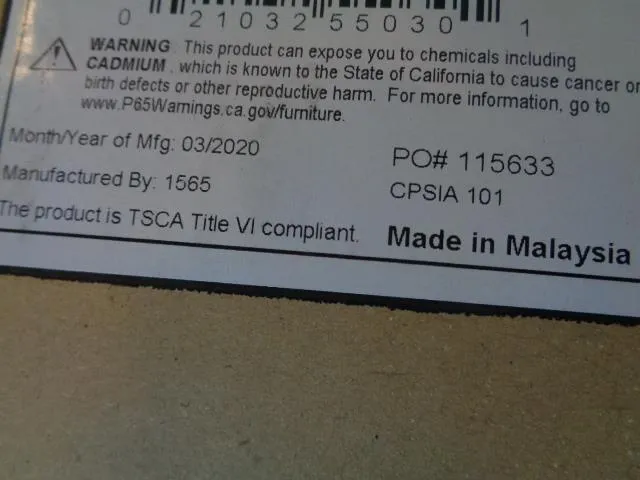 0 21032 55030 1
WARNING This product can expose you to chemicals including
CADMIUM , which is known to the State of California to cause cancer or
birth defects or other reproductive harm. For more information, go to
www.P65Warnings.ca.gov/furniture.
Month/Year of Mfg: 03/2020
PO# 115633
Manufactured By: 1565
CPSIA 101
The product is TSCA Title VI compliant.
Made in Malaysia